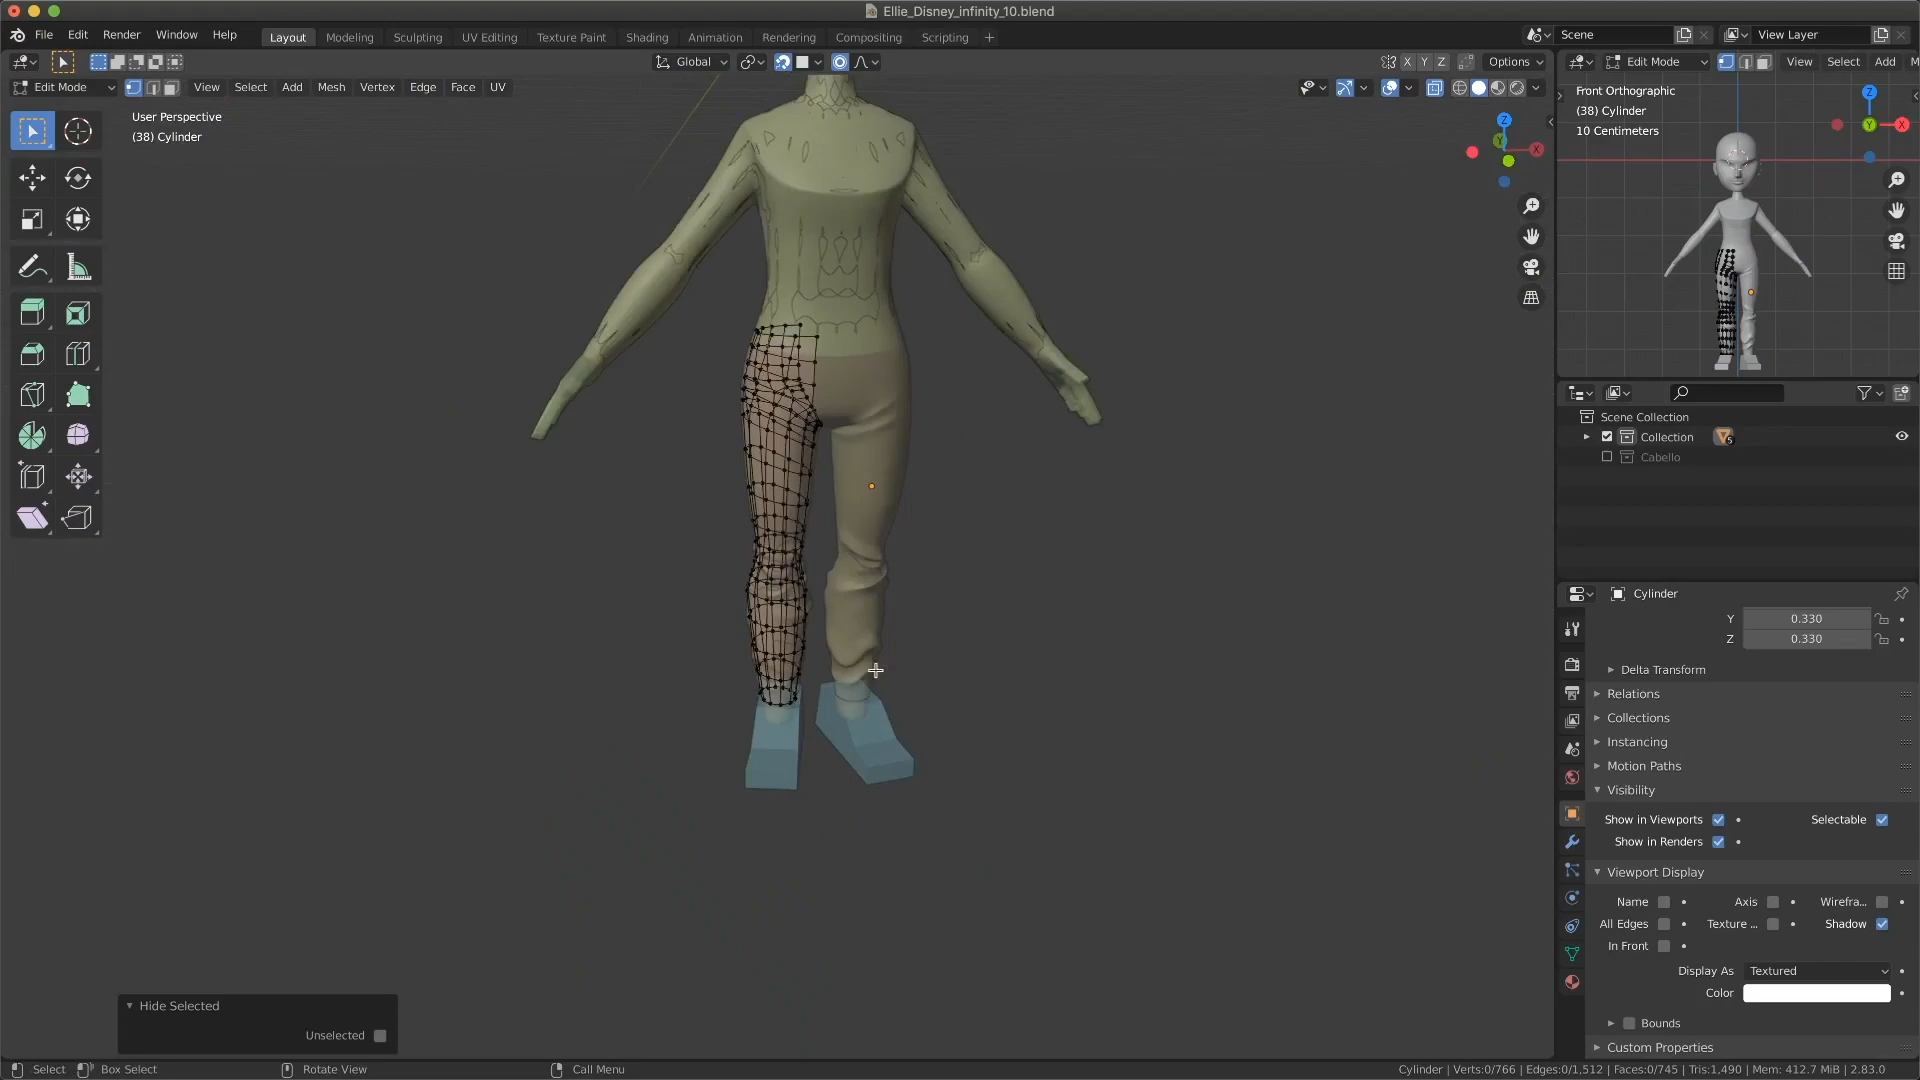 Ellie_Disney_infinity_10.blend
File Edit Render Window Help
Layout Modeling Sculpting UV Editing Texture Paint Shading Animation Rendering Compositing Scripting +
Scene View Layer
Global X Y Z Options
Edit Mode View Select Add M
Edit Mode View Select Add Mesh Vertex Edge Face UV
User Perspective
(38) Cylinder
Z
Y
X
Front Orthographic
(38) Cylinder
10 Centimeters
Z
Y
X
Scene Collection
Collection 5
Cabello
Cylinder
Y 0.330
Z 0.330
Delta Transform
Relations
Collections
Instancing
Motion Paths
Visibility
Show in Viewports Selectable
Show in Renders
Viewport Display
Name Axis Wirefra...
All Edges Texture ... Shadow
In Front
Display As Textured
Color
Bounds
Custom Properties
Hide Selected
Unselected
Select Box Select Rotate View Call Menu
Cylinder | Verts:0/766 | Edges:0/1,512 | Faces:0/745 | Tris:1,490 | Mem: 412.7 MiB | 2.83.0